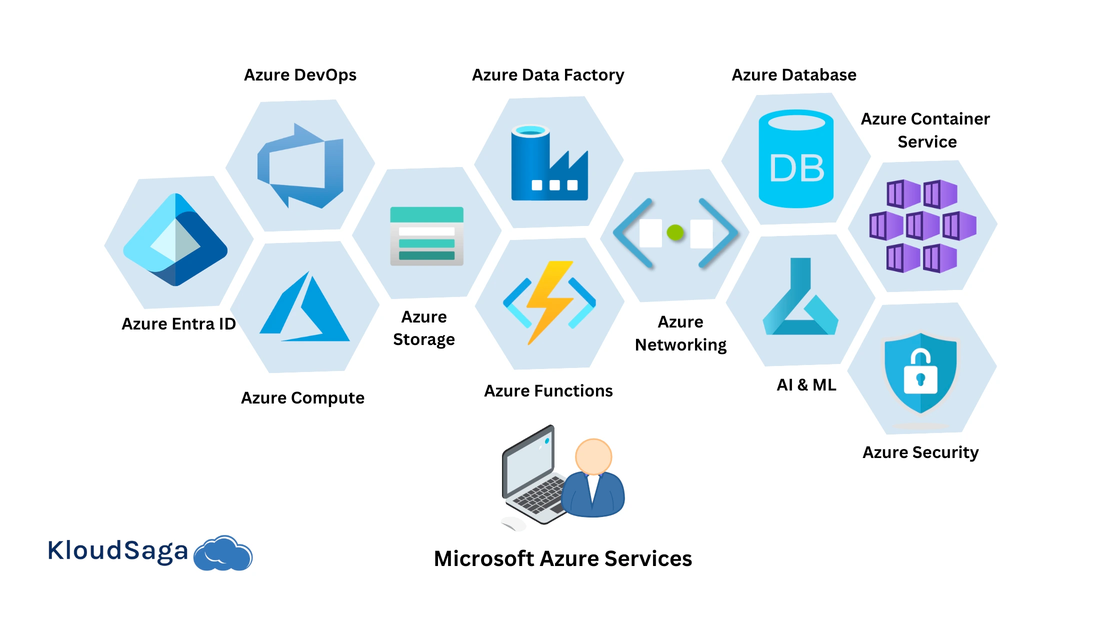 Azure DevOps
Azure Data Factory
Azure Database
Azure Container
Service
DB
Azure Entra ID
Azure
Storage
Azure
Networking
Azure Compute
Azure Functions
AI & ML
Azure Security
KloudSaga
Microsoft Azure Services